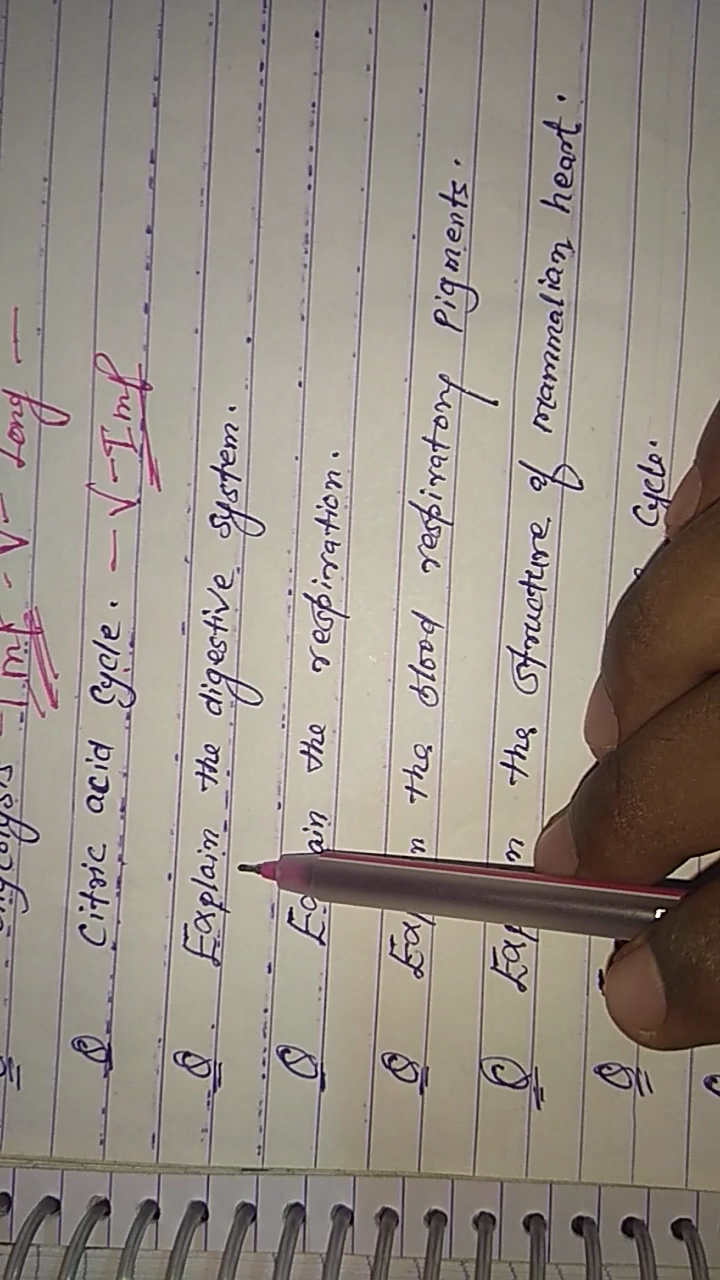 Glycolysis - Imp - √ - Long -
Q Citric acid Cycle. - √ - Imp
Q. Explain the digestive system.
Q Explain the respiration.
Q Explain the blood respiratory pigments.
Q Explain the structure of mammalian heart.
Q Cycle.